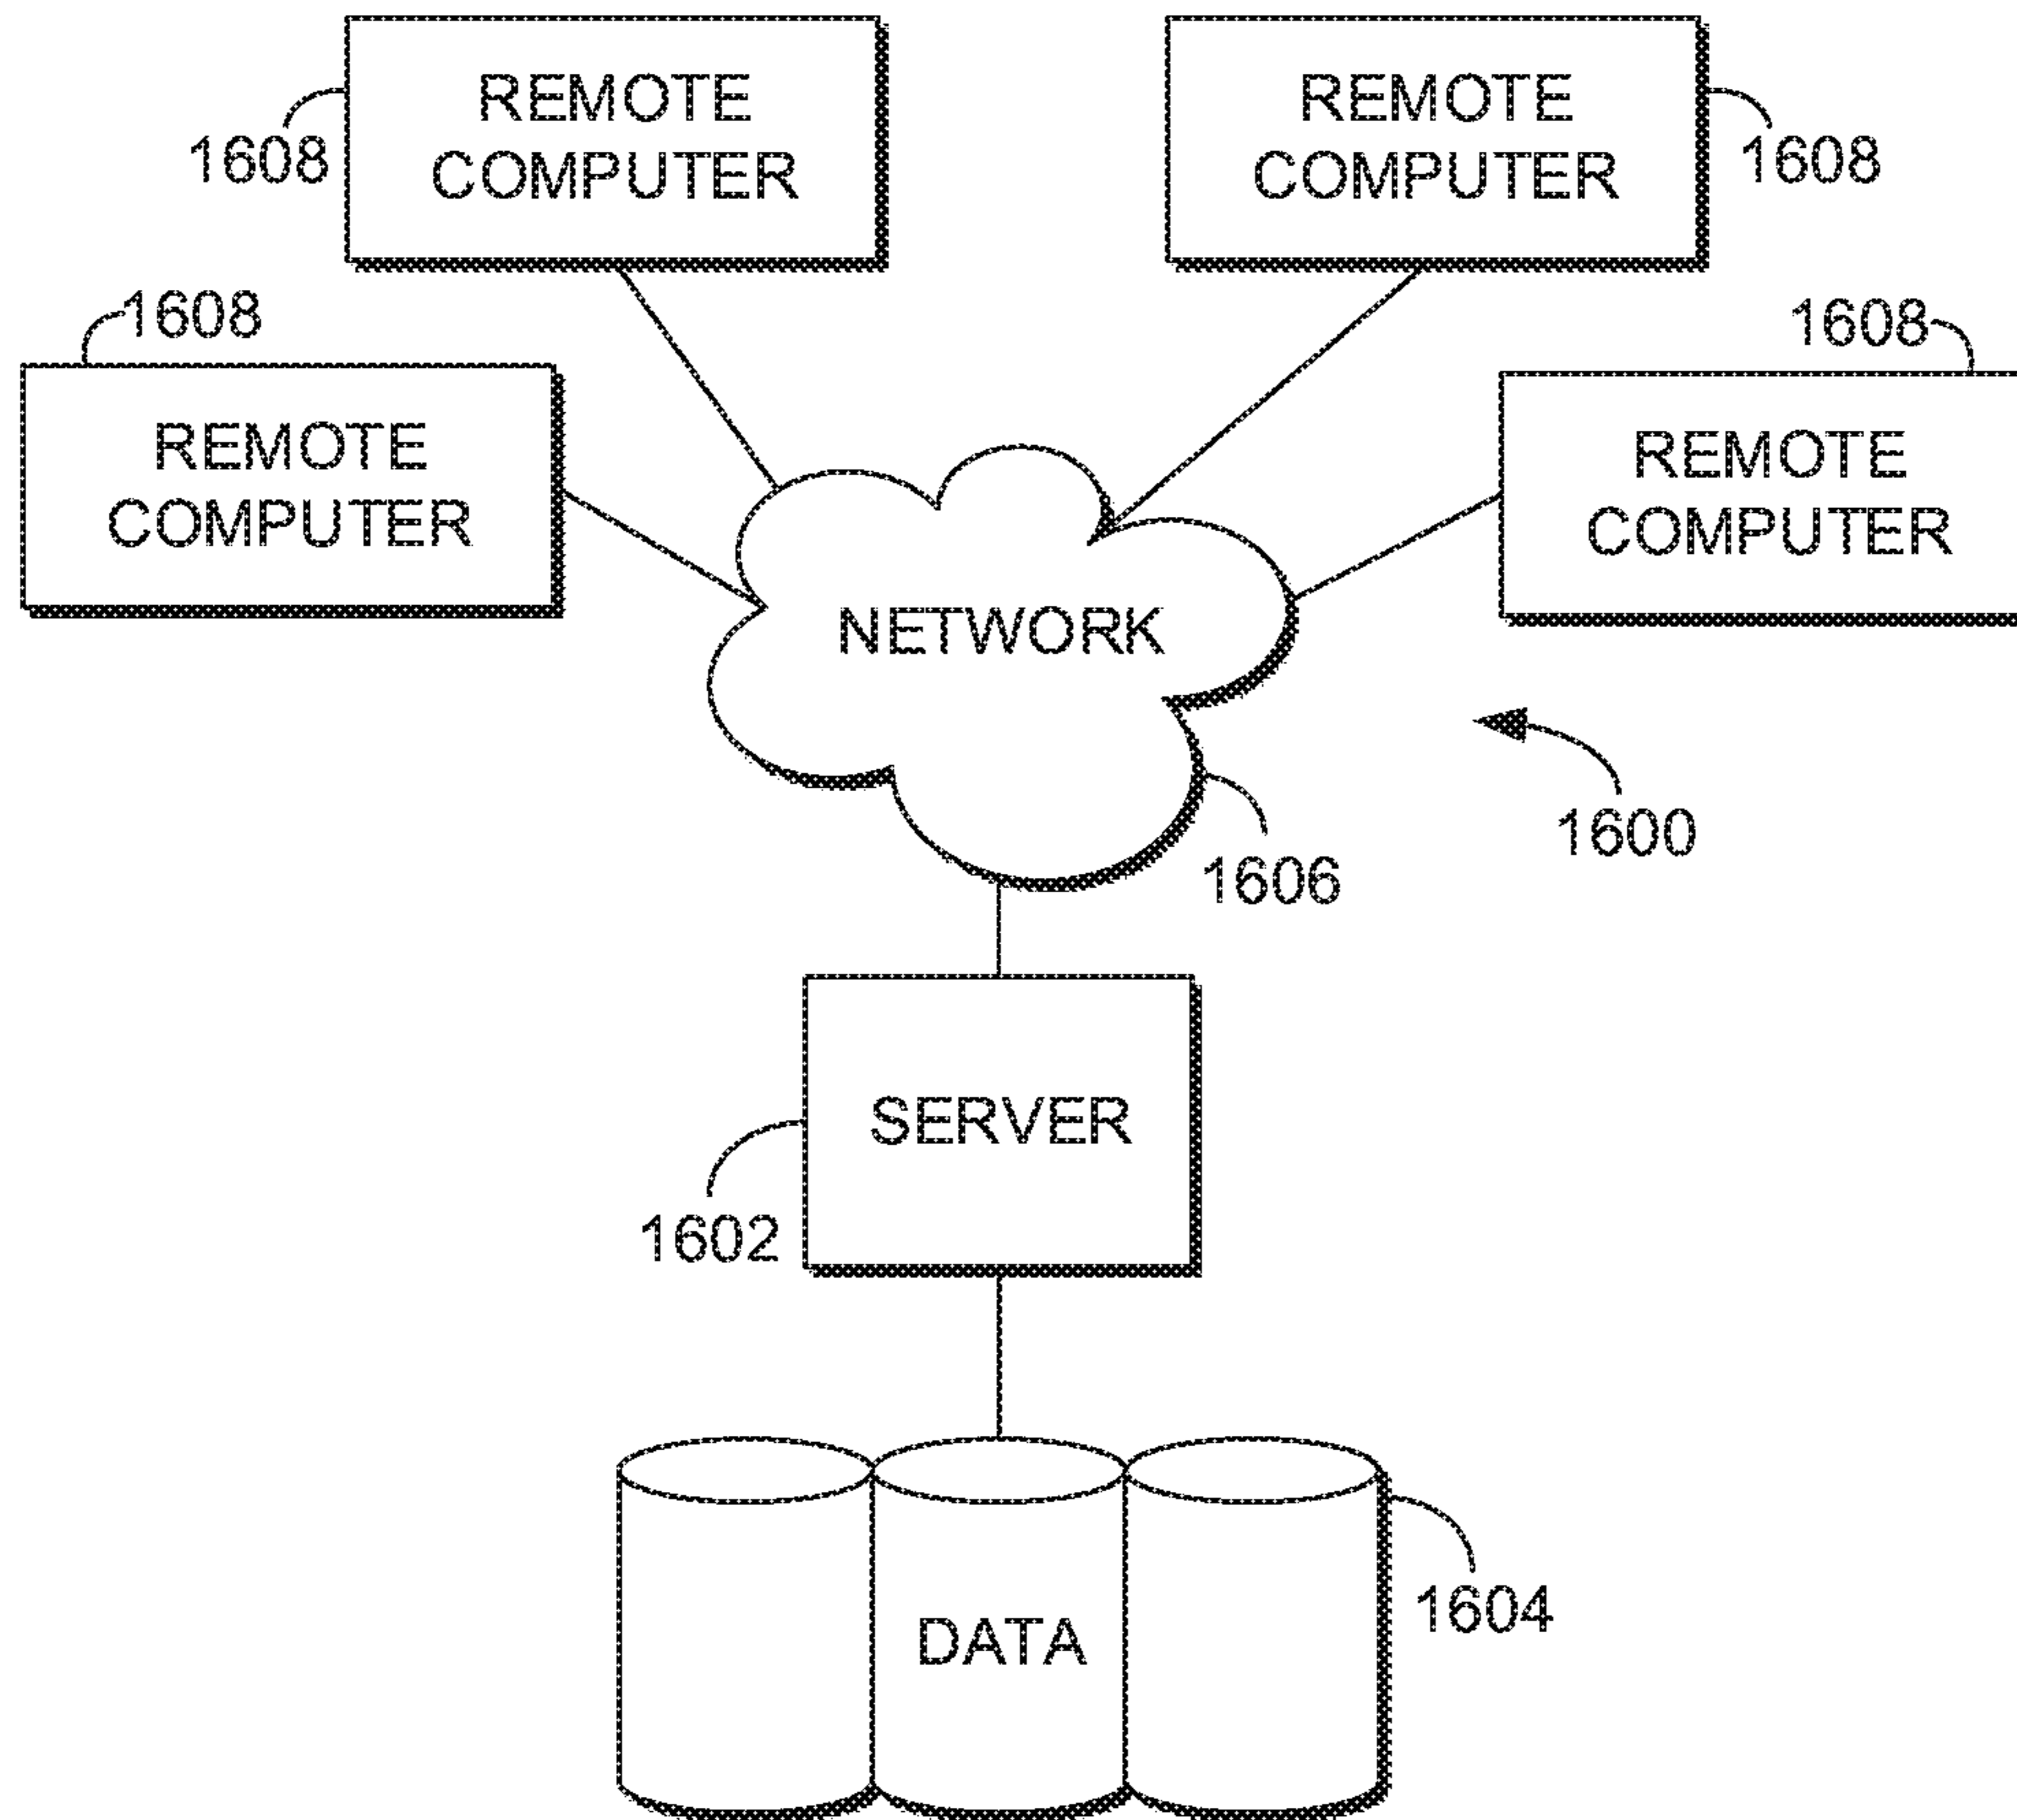 REMOTE
COMPUTER
1608
REMOTE
COMPUTER
1608
1608
REMOTE
COMPUTER
1608
REMOTE
COMPUTER
NETWORK
1600
1606
SERVER
1602
DATA
1604